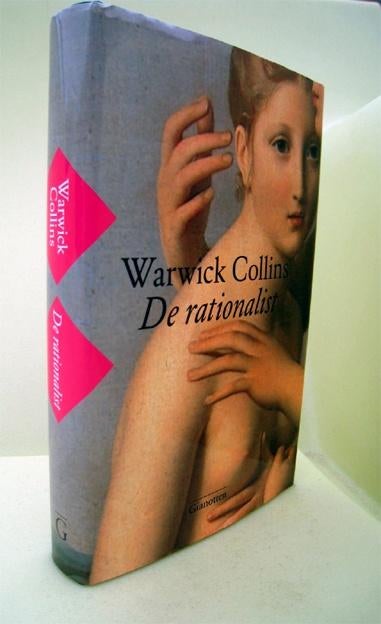 Warwick
Collins
De rationalist
G
Warwick Collins
De rationalist
Gianotten